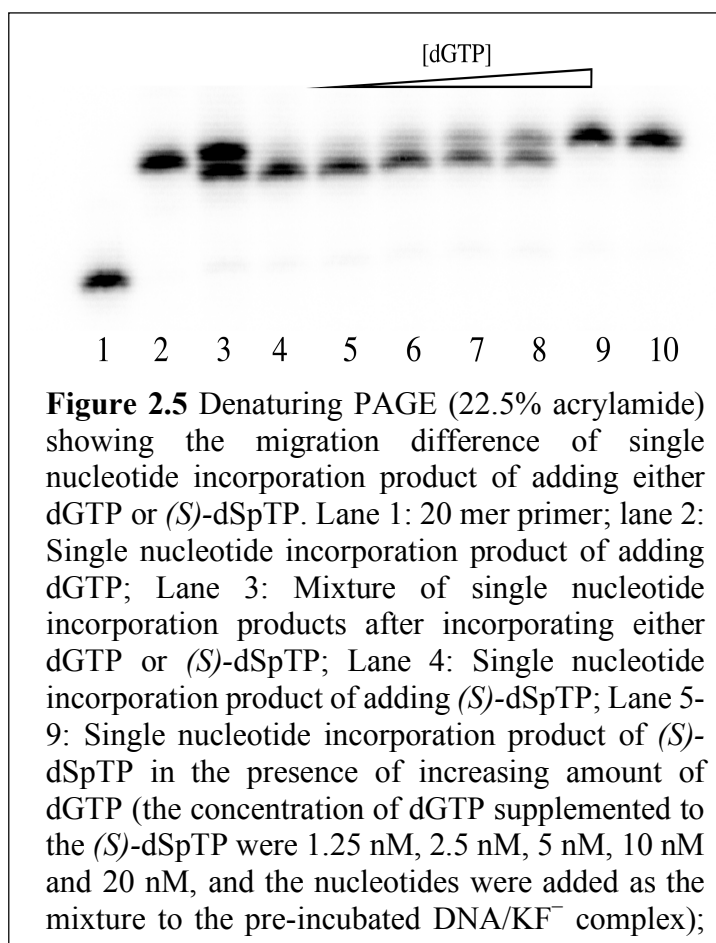 [dGTP]
1 2 3 4 5 6 7 8 9 10
Figure 2.5 Denaturing PAGE (22.5% acrylamide)
showing the migration difference of single
nucleotide incorporation product of adding either
dGTP or (S)-dSpTP. Lane 1: 20 mer primer; lane 2:
Single nucleotide incorporation product of adding
dGTP; Lane 3: Mixture of single nucleotide
incorporation products after incorporating either
dGTP or (S)-dSpTP; Lane 4: Single nucleotide
incorporation product of adding (S)-dSpTP; Lane 5-
9: Single nucleotide incorporation product of (S)-
dSpTP in the presence of increasing amount of
dGTP (the concentration of dGTP supplemented to
the (S)-dSpTP were 1.25 nM, 2.5 nM, 5 nM, 10 nM
and 20 nM, and the nucleotides were added as the
mixture to the pre-incubated DNA/KF⁻ complex);